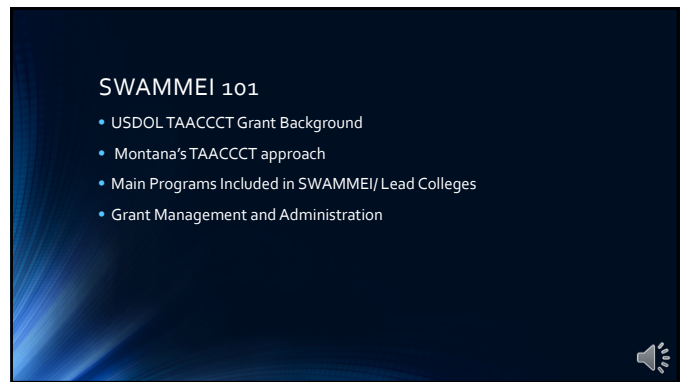 SWAMMEI 101
• USDOL TAACCCT Grant Background
• Montana's TAACCCT approach
• Main Programs Included in SWAMMEI/ Lead Colleges
• Grant Management and Administration